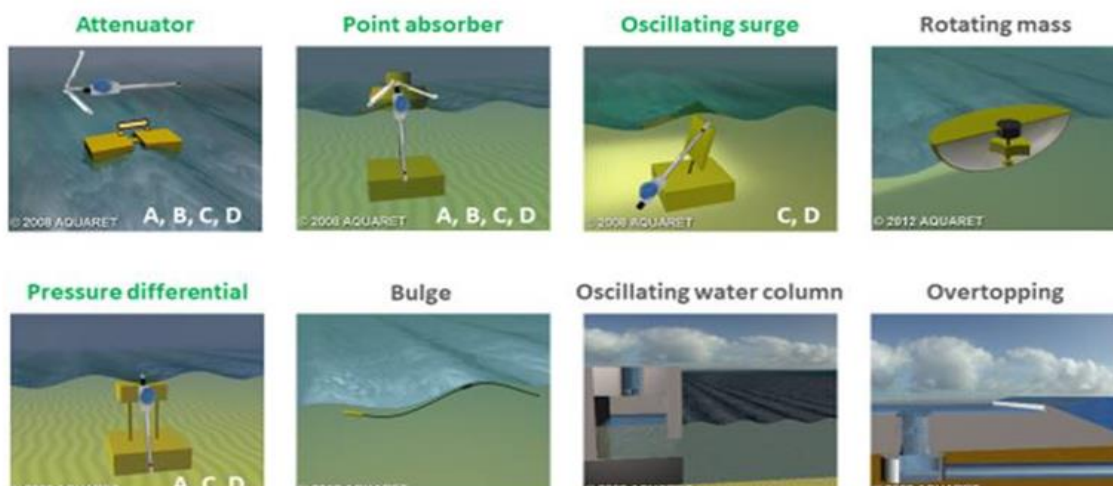 Attenuator
Point absorber
Oscillating surge
Rotating mass
© 2008 AQUARET
A, B, C, D
© 2008 AQUARET
A, B, C, D
© 2008 AQUARET
C, D
© 2012 AQUARET
Pressure differential
Bulge
Oscillating water column
Overtopping
A, C, D